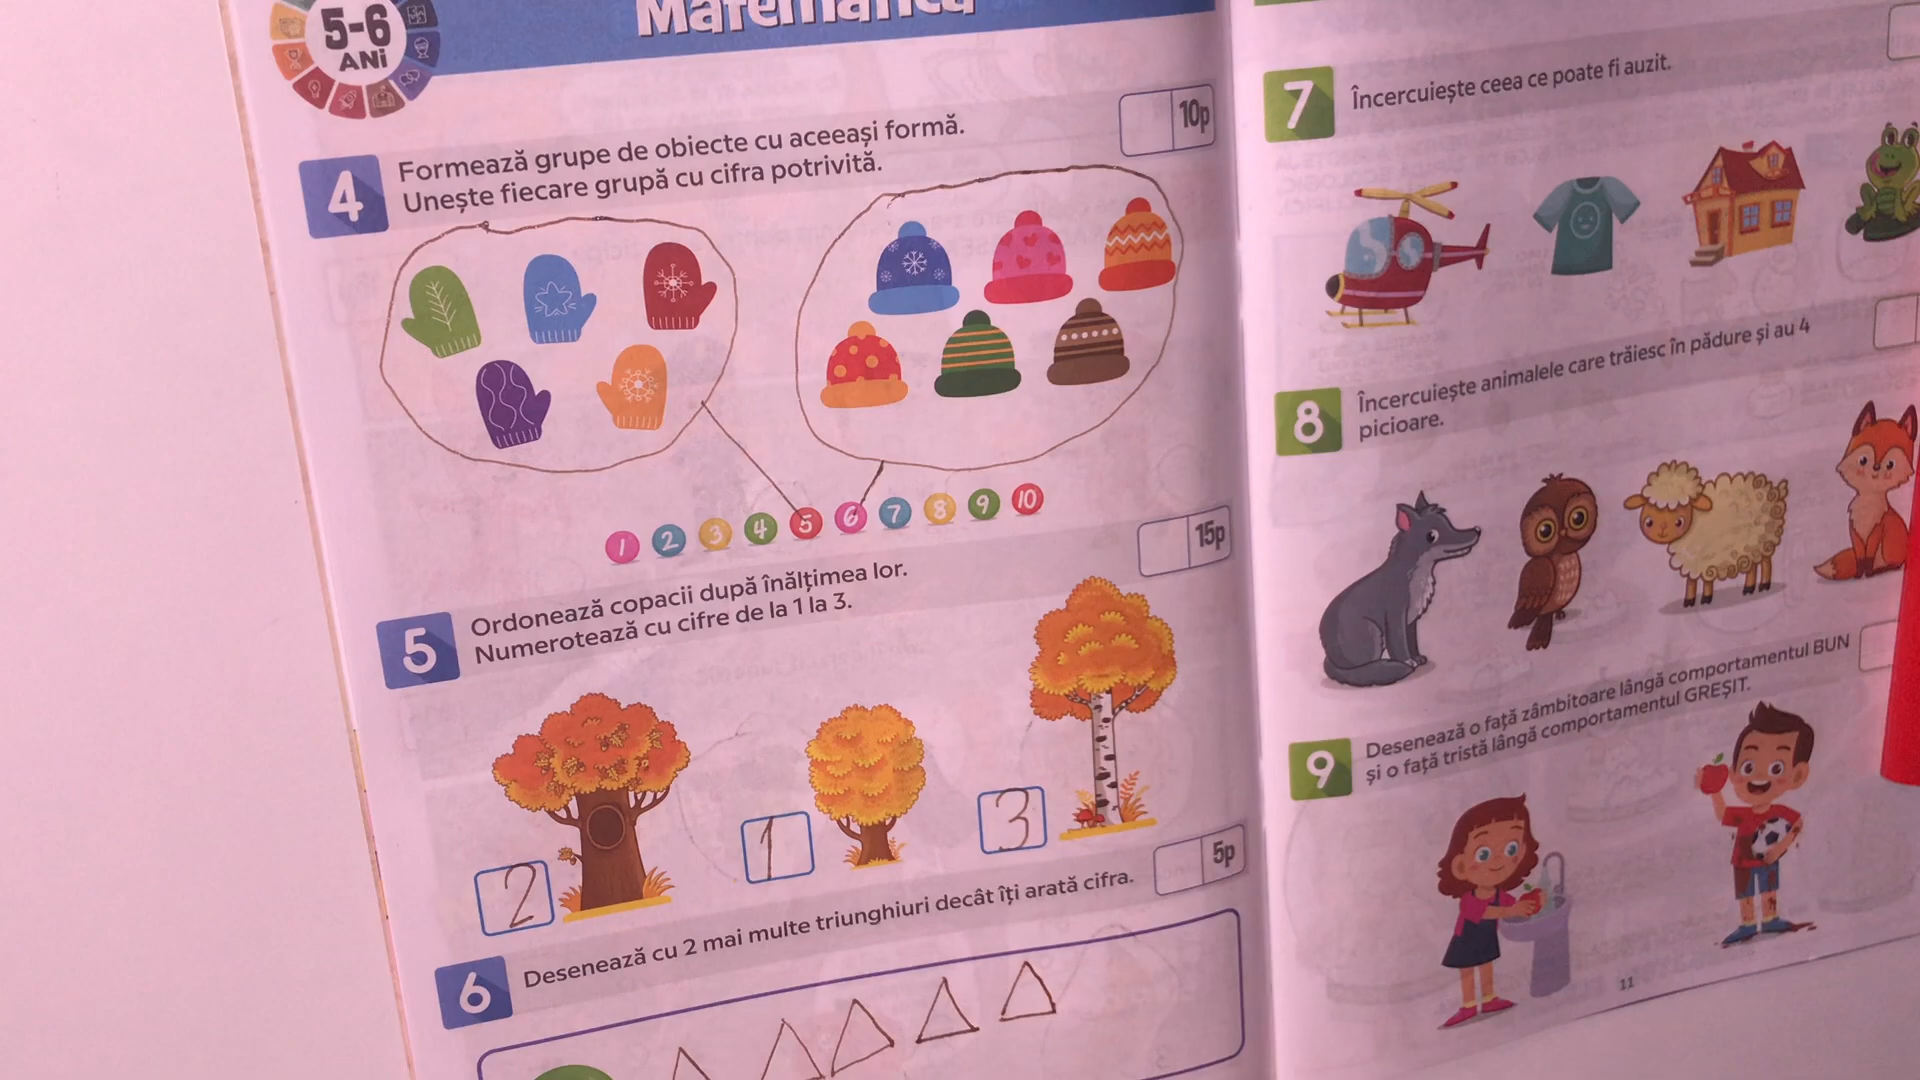 5-6
ANi
Matematică
4
Formează grupe de obiecte cu aceeași formă.
Unește fiecare grupă cu cifra potrivită.
10p
1 2 3 4 5 6 7 8 9 10
5
Ordonează copacii după înălțimea lor.
Numerotează cu cifre de la 1 la 3.
15p
2
1
3
6
Desenează cu 2 mai multe triunghiuri decât îți arată cifra.
5p
7
Încercuiește ceea ce poate fi auzit.
8
Încercuiește animalele care trăiesc în pădure și au 4
picioare.
9
Desenează o față zâmbitoare lângă comportamentul BUN
și o față tristă lângă comportamentul GREȘIT.
11